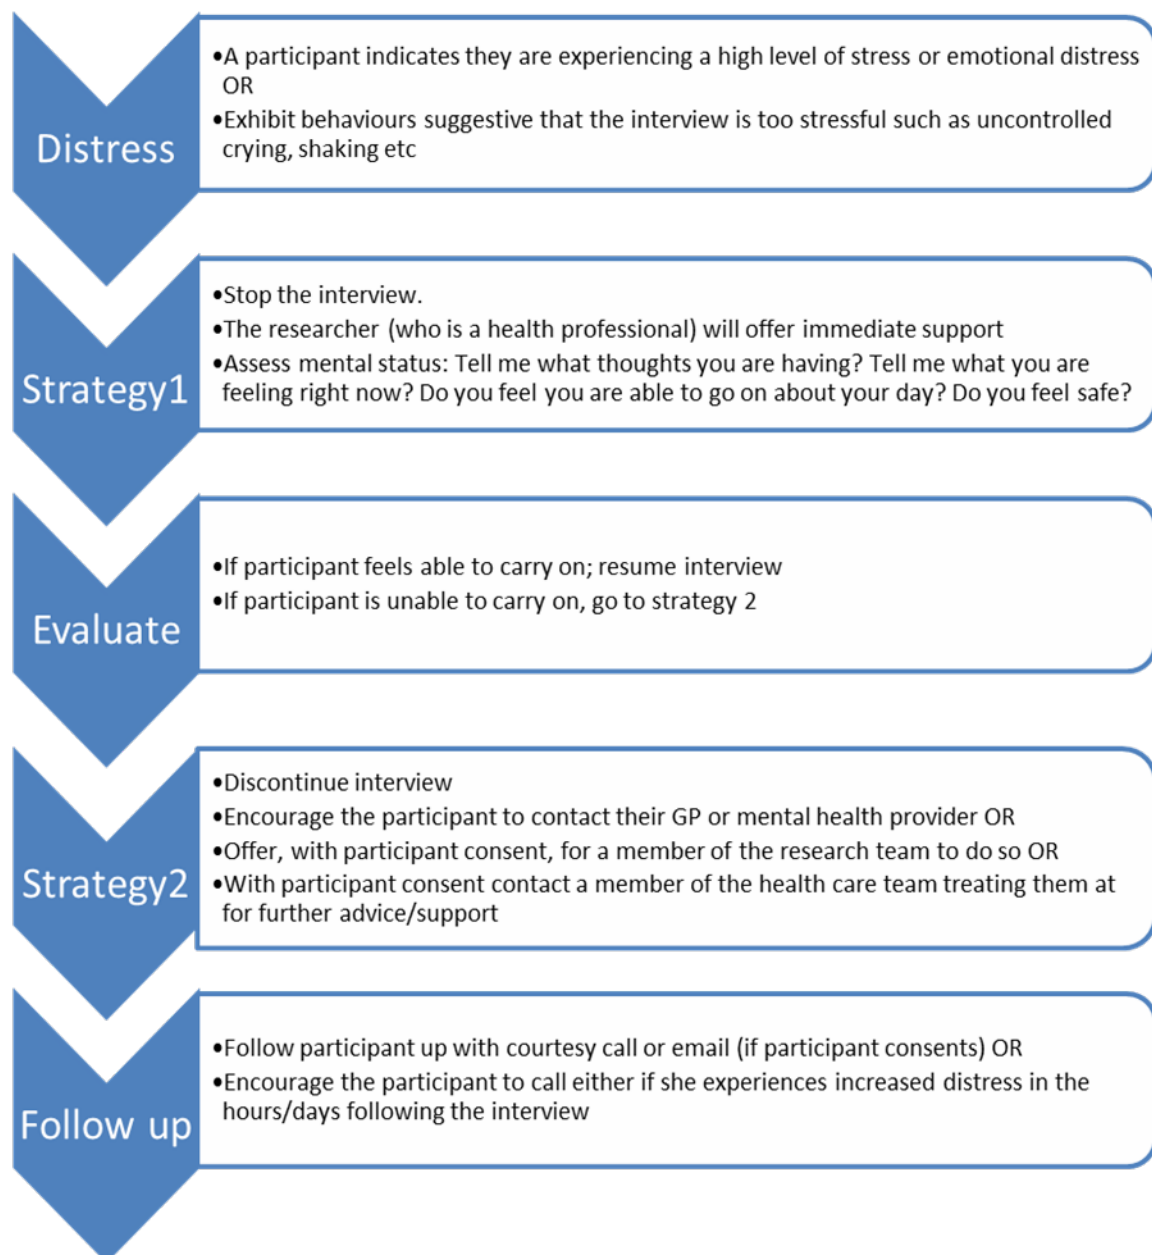 Distress
•A participant indicates they are experiencing a high level of stress or emotional distress
OR
•Exhibit behaviours suggestive that the interview is too stressful such as uncontrolled
crying, shaking etc
Strategy1
•Stop the interview.
•The researcher (who is a health professional) will offer immediate support
•Assess mental status: Tell me what thoughts you are having? Tell me what you are
feeling right now? Do you feel you are able to go on about your day? Do you feel safe?
Evaluate
•If participant feels able to carry on; resume interview
•If participant is unable to carry on, go to strategy 2
Strategy2
•Discontinue interview
•Encourage the participant to contact their GP or mental health provider OR
•Offer, with participant consent, for a member of the research team to do so OR
•With participant consent contact a member of the health care team treating them at
for further advice/support
Follow up
•Follow participant up with courtesy call or email (if participant consents) OR
•Encourage the participant to call either if she experiences increased distress in the
hours/days following the interview